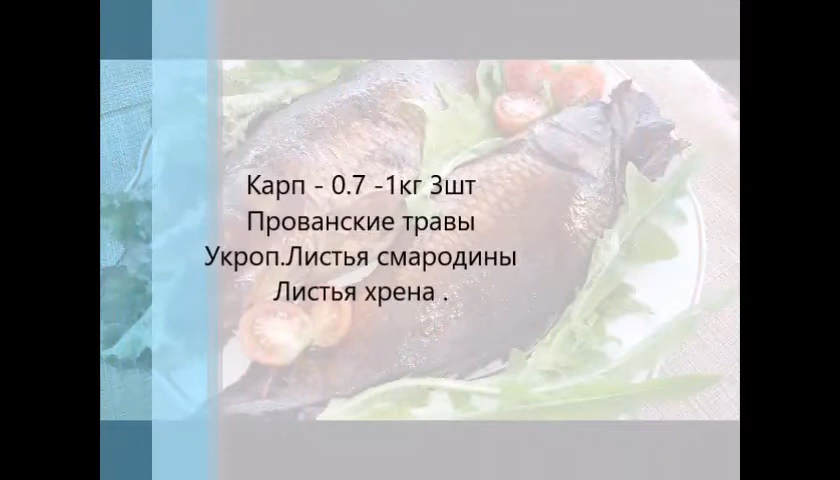 Карп - 0.7 -1кг 3шт
Прованские травы
Укроп.Листья смародины
Листья хрена .